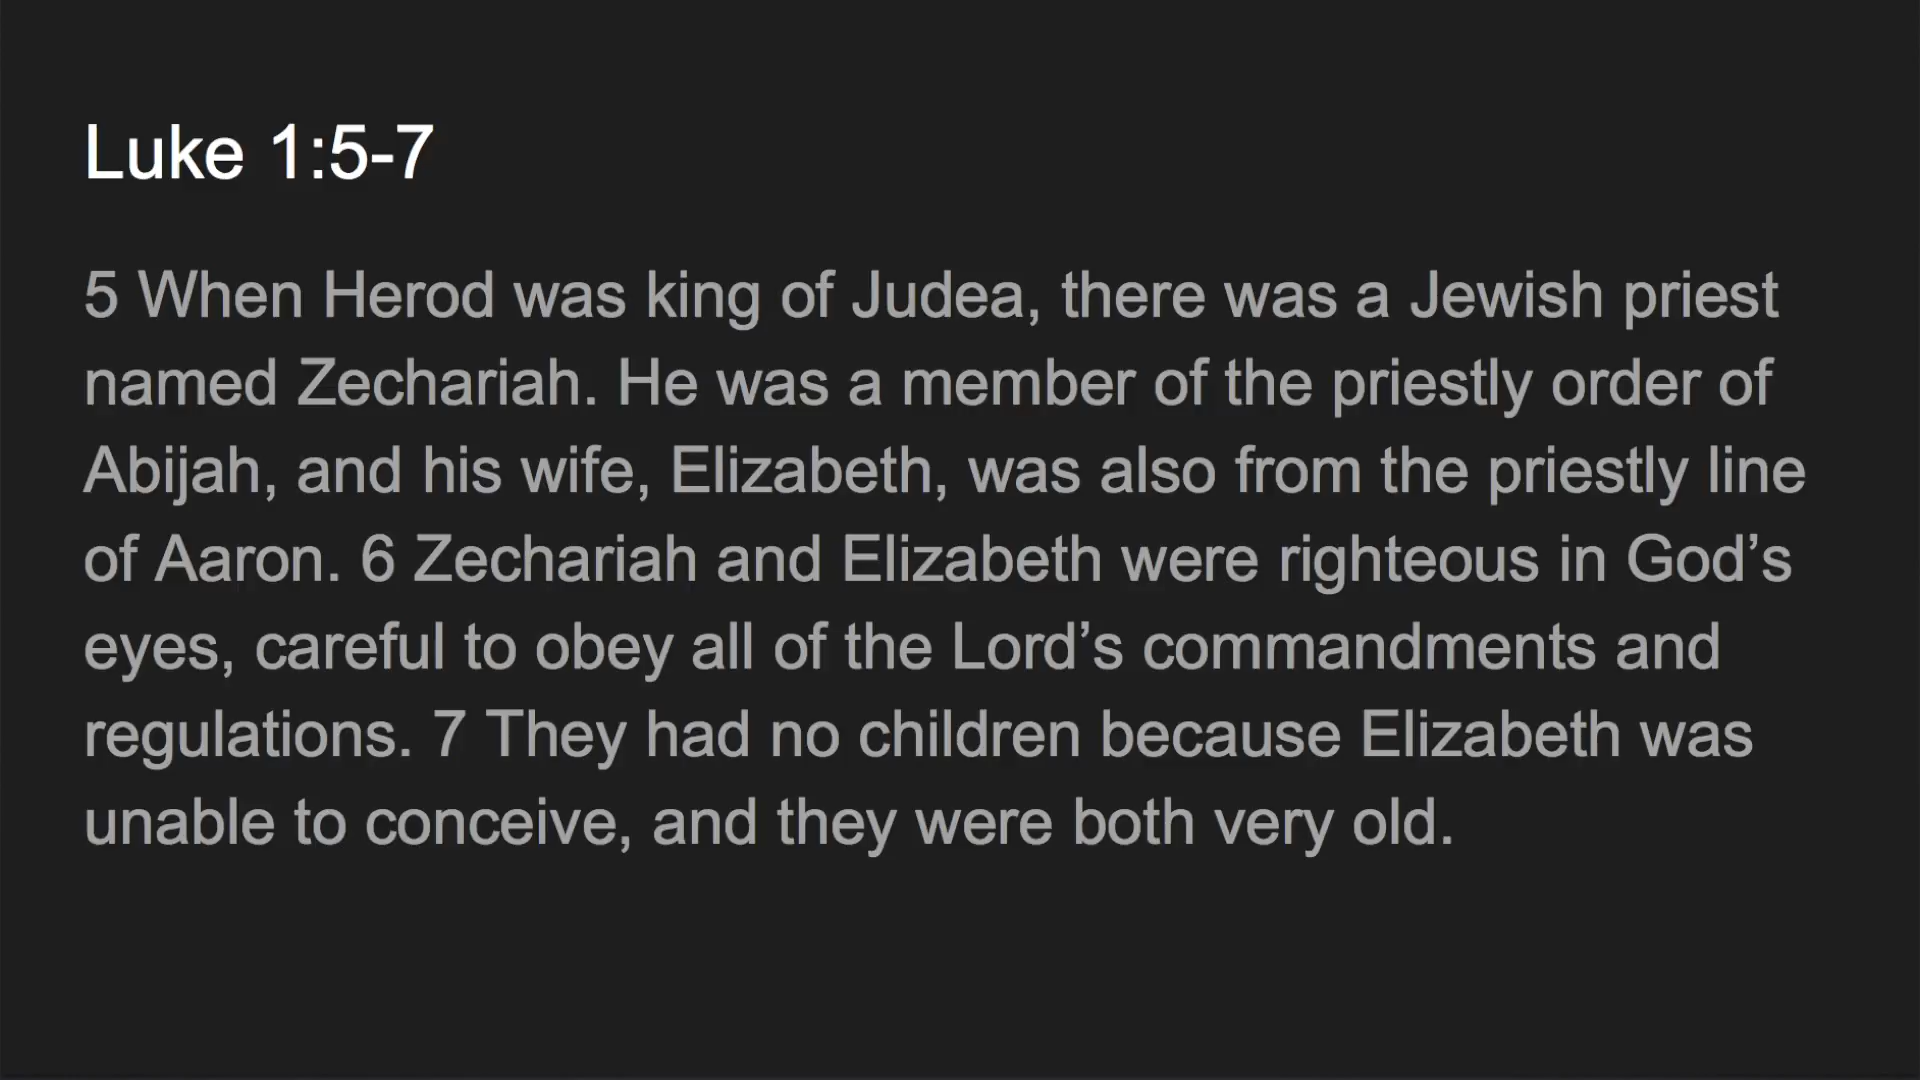 Luke 1:5-7
5 When Herod was king of Judea, there was a Jewish priest
named Zechariah. He was a member of the priestly order of
Abijah, and his wife, Elizabeth, was also from the priestly line
of Aaron. 6 Zechariah and Elizabeth were righteous in God’s
eyes, careful to obey all of the Lord’s commandments and
regulations. 7 They had no children because Elizabeth was
unable to conceive, and they were both very old.